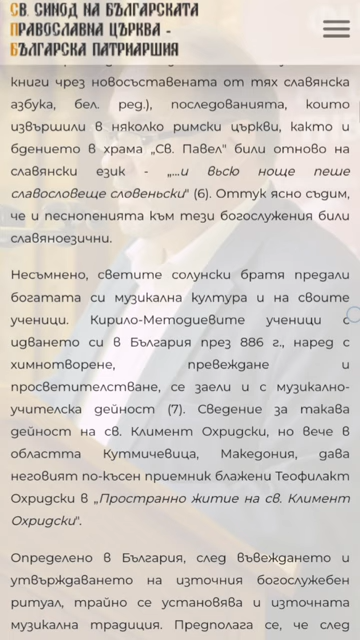 СВ. СИНОД НА БЪЛГАРСКАТА
ПРАВОСЛАВНА ЦЪРКВА -
БЪЛГАРСКА ПАТРИАРШИЯ
книги чрез новосъставената от тях славянска
азбука, бел. ред.), последованията, които
извършили в няколко римски църкви, както и
бдението в храма „Св. Павел" били отново на
славянски език - „...и вьсю ноще пеше
славословеще словеньски" (6). Оттук ясно съдим,
че и песнопенията към тези богослужения били
славяноезични.
Несъмнено, светите солунски братя предали
богатата си музикална култура и на своите
ученици. Кирило-Методиевите ученици с
идването си в България през 886 г., наред с
химнотворене, превеждане и
просветителстване, се заели и с музикално-
учителска дейност (7). Сведение за такава
дейност на св. Климент Охридски, но вече в
областта Кутмичевица, Македония, дава
неговият по-късен приемник блажени Теофилакт
Охридски в „Пространно житие на св. Климент
Охридски".
Определено в България, след въвеждането и
утвърждаването на източния богослужебен
ритуал, трайно се установява и източната
музикална традиция. Предполага се, че след